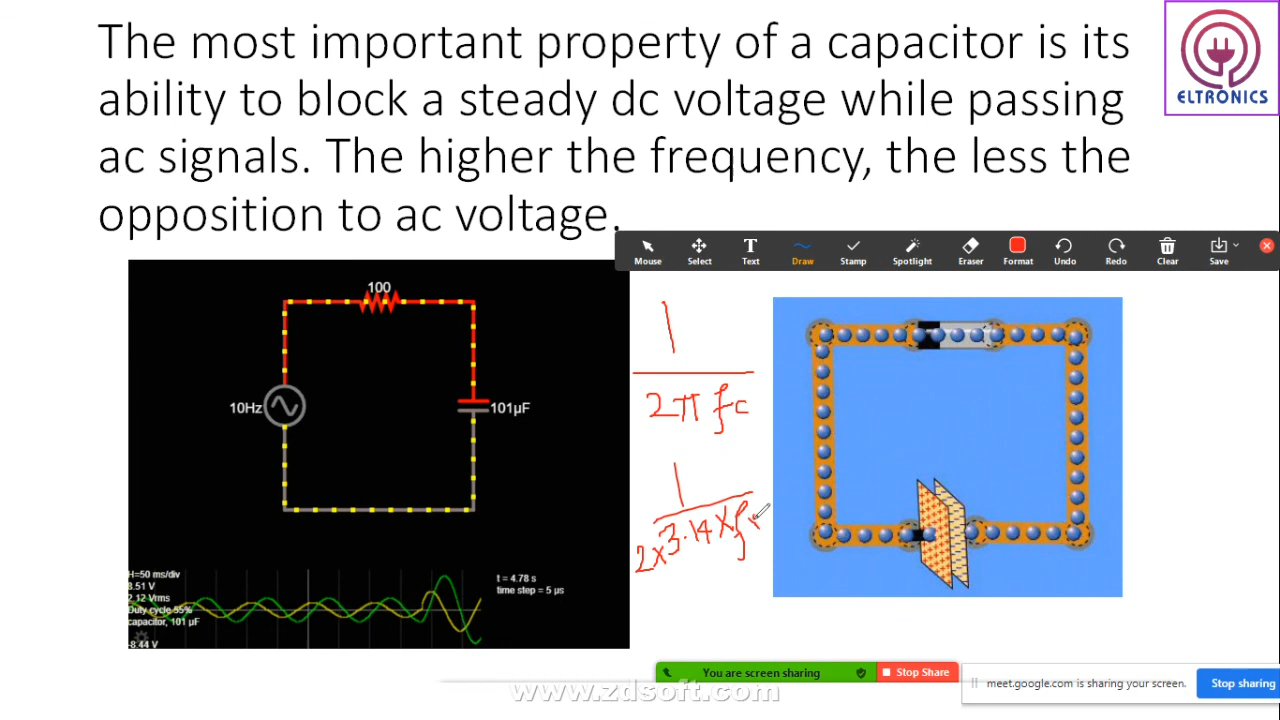 The most important property of a capacitor is its
ability to block a steady dc voltage while passing
ac signals. The higher the frequency, the less the
opposition to ac voltage.
ELTRONICS
Mouse Select Text Draw Stamp Spotlight Eraser Format Undo Redo Clear Save
100
10Hz
101µF
H=50 ms/div
8.51 V
2.12 Vrms
Duty cycle 55%
capacitor, 101 µF
-8.44 V
t = 4.78 s
time step = 5 µs
1
2π fc
1
2x3.14 x f
You are screen sharing
Stop Share
meet.google.com is sharing your screen.
Stop sharing
www.zdsoft.com